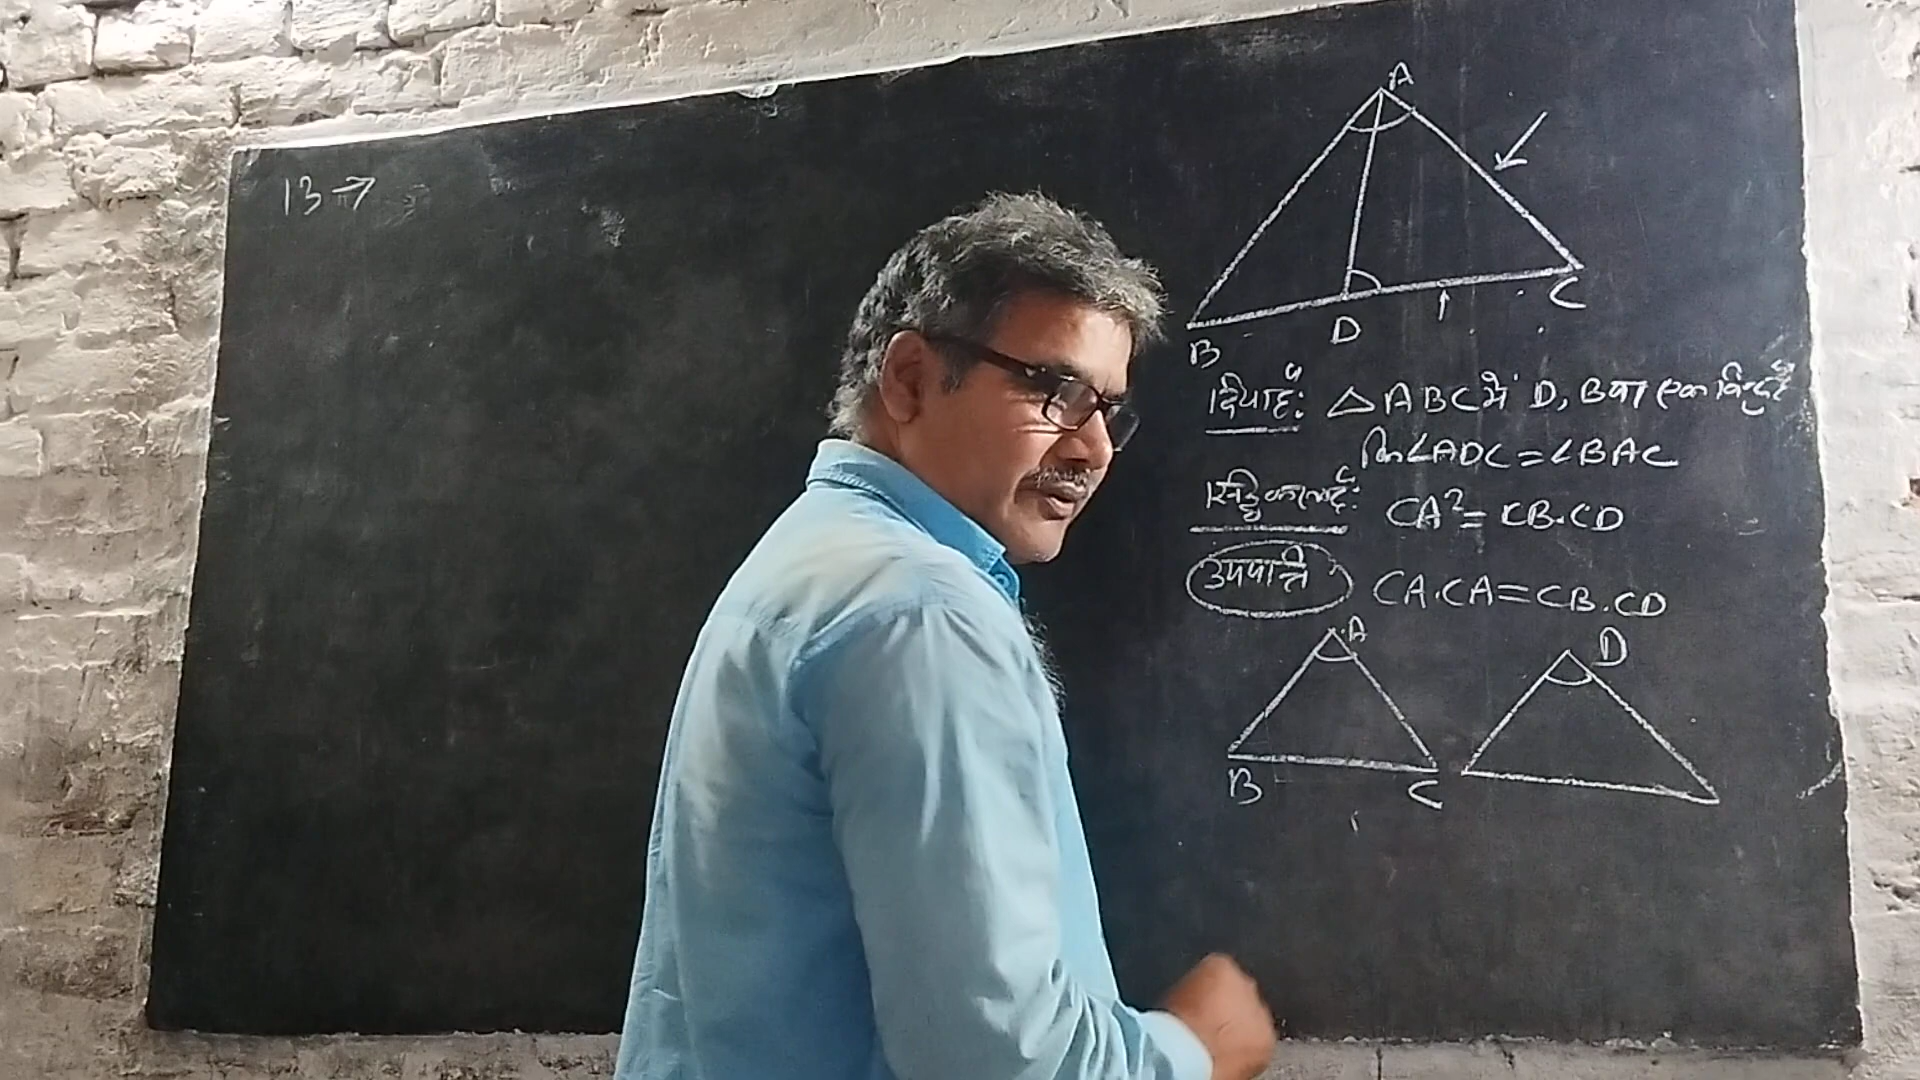 13 →
A
B
D
C
दिया है: △ABC में D, B का एक बिन्दु है
कि ∠ADC = ∠BAC
सिद्ध करना है: CA² = CB.CD
उपपत्ति CA.CA = CB.CD
A
D
B
C